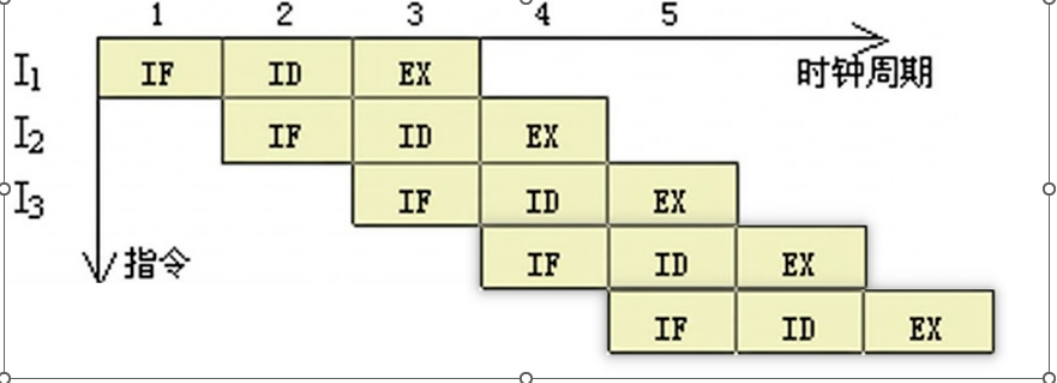 1 2 3 4 5
时钟周期
I1 IF ID EX
I2 IF ID EX
I3 IF ID EX
指令 IF ID EX
IF ID EX